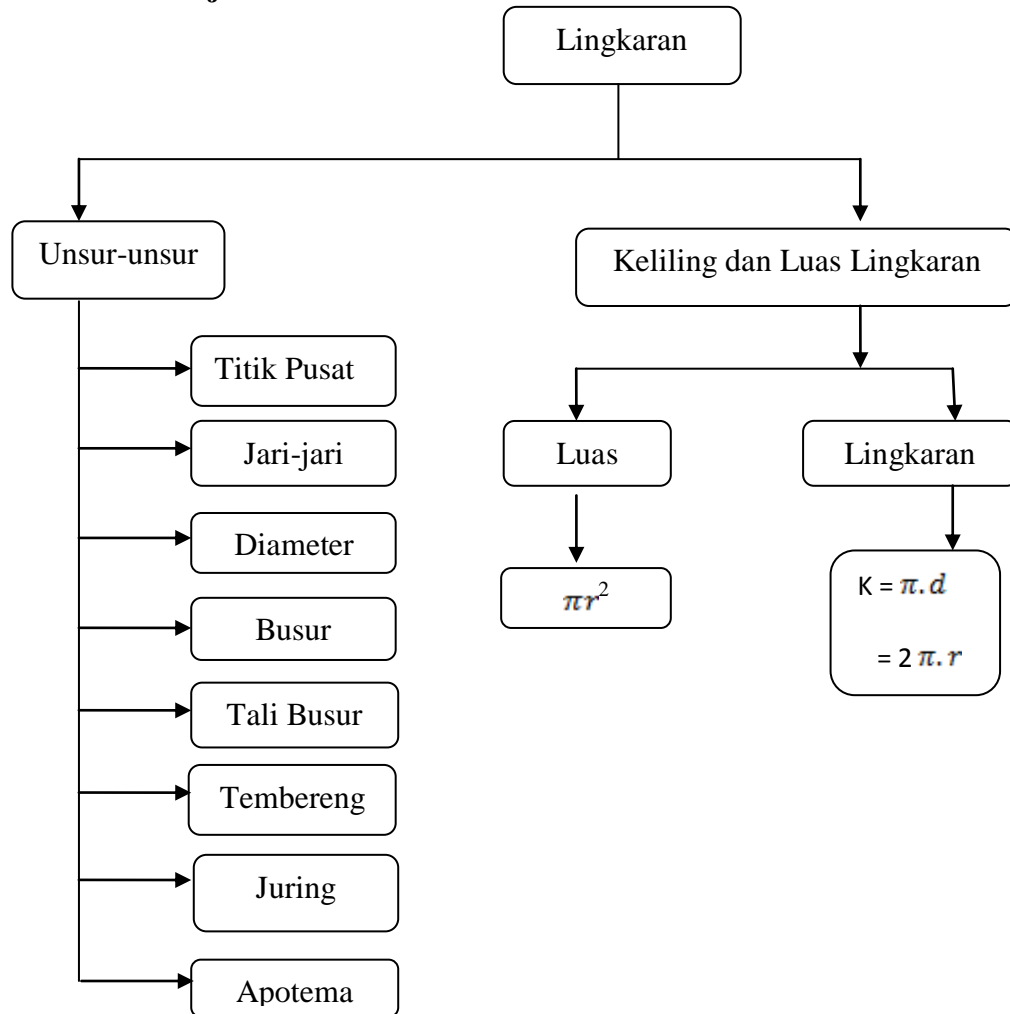 Lingkaran
Unsur-unsur
Keliling dan Luas Lingkaran
Titik Pusat
Jari-jari
Diameter
Busur
Tali Busur
Tembereng
Juring
Apotema
Luas
Lingkaran
πr²
K = π.d
= 2 π.r